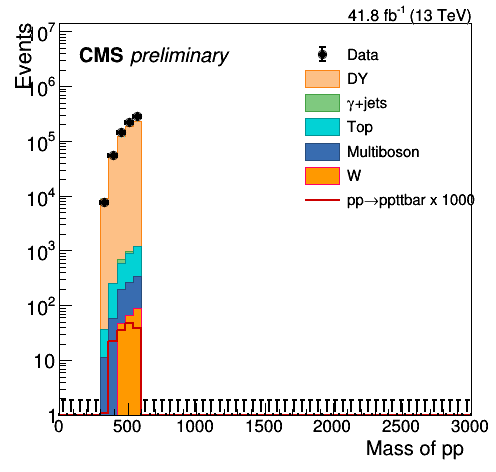 41.8 fb⁻¹ (13 TeV)
Events
CMS preliminary
Data
DY
γ+jets
Top
Multiboson
W
pp→ppttbar x 1000
10⁷
10⁶
10⁵
10⁴
10³
10²
10
1
0 500 1000 1500 2000 2500 3000
Mass of pp